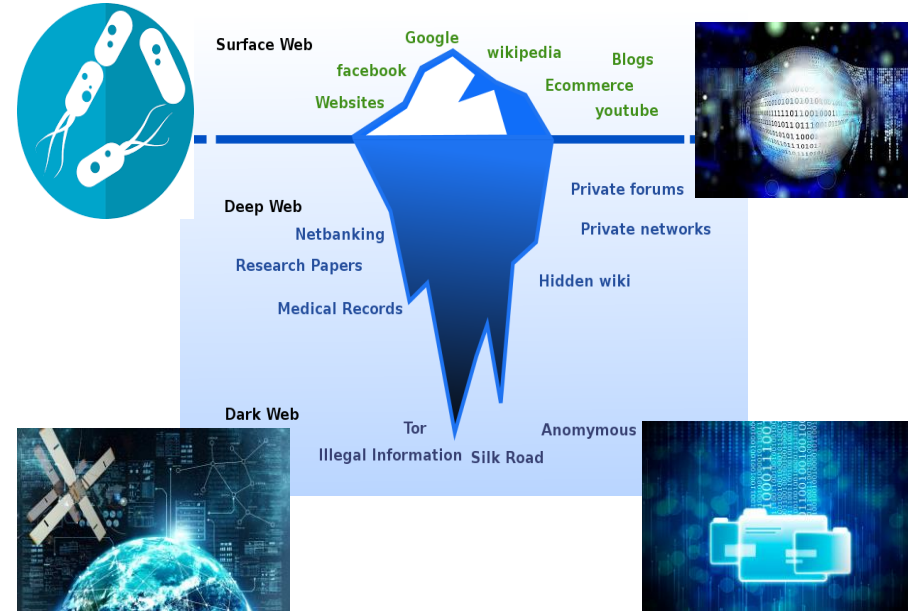 Surface Web
Google
wikipedia
Blogs
facebook
Ecommerce
Websites
youtube
Deep Web
Private forums
Netbanking
Private networks
Research Papers
Hidden wiki
Medical Records
Dark Web
Tor
Anomymous
Illegal Information
Silk Road